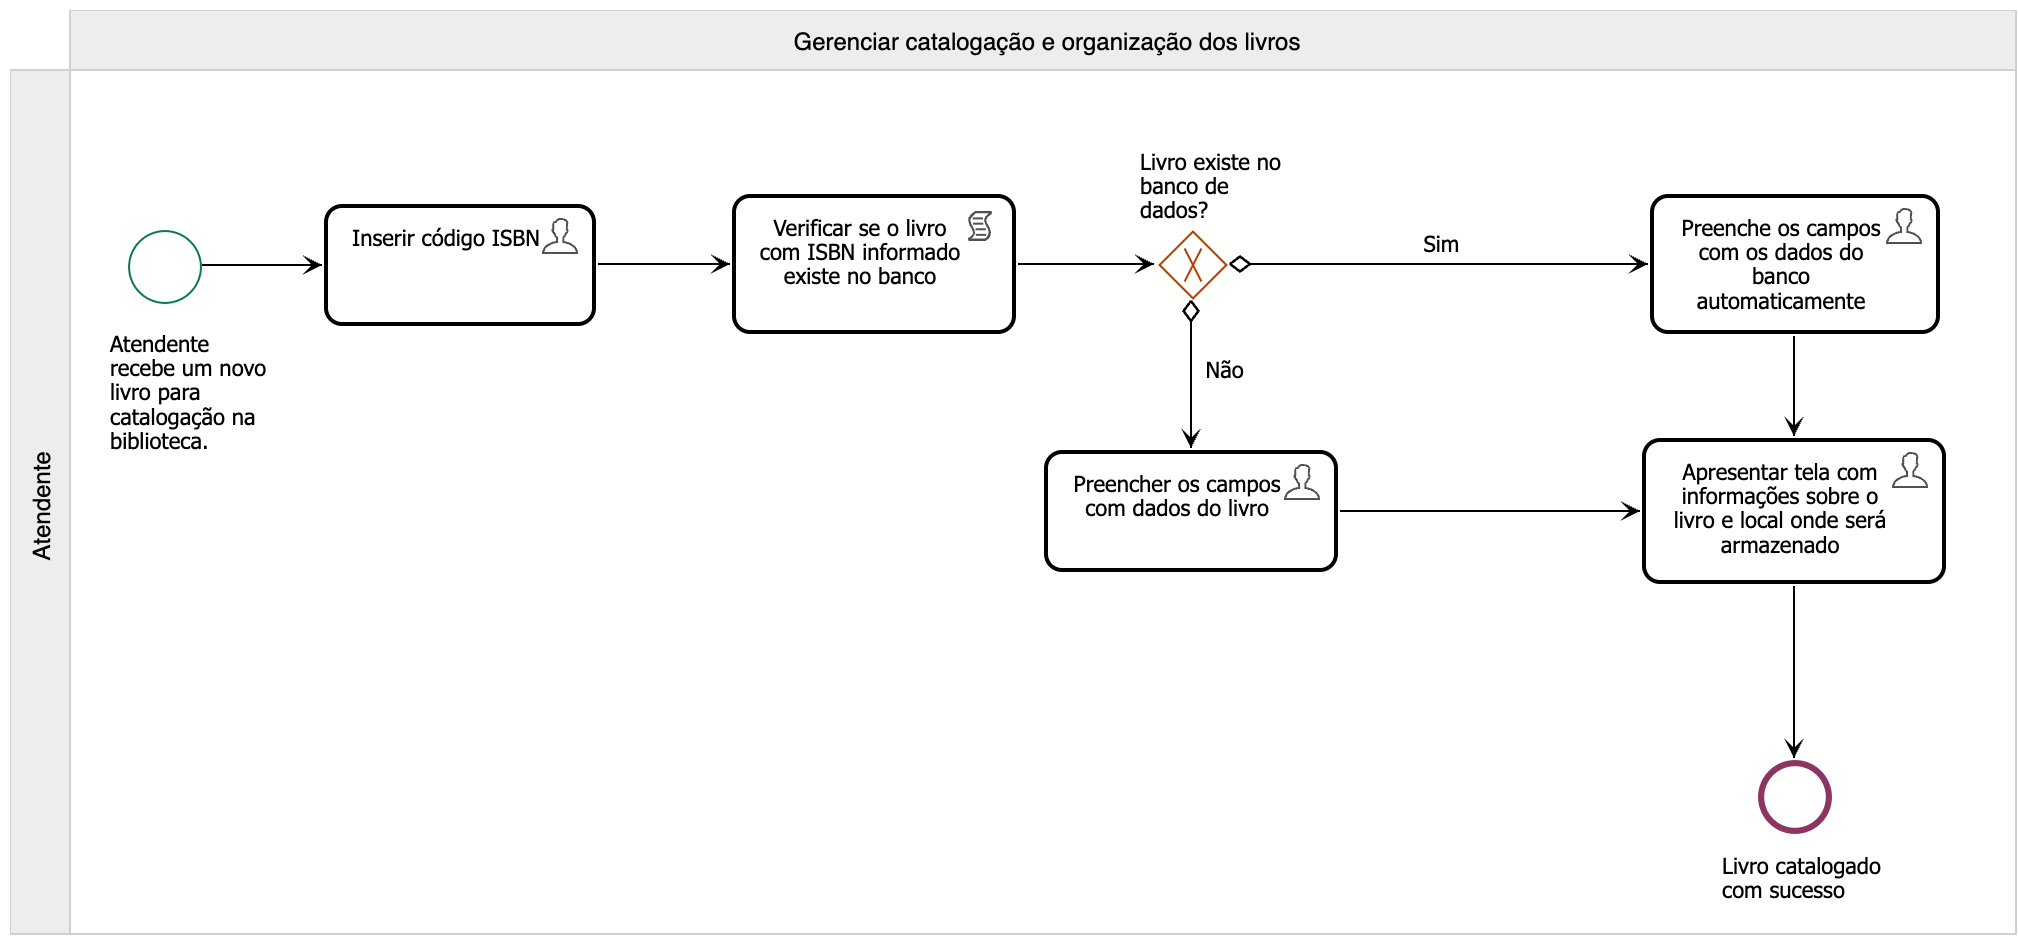 Gerenciar catalogação e organização dos livros
Atendente
Atendente
recebe um novo
livro para
catalogação na
biblioteca.
Inserir código ISBN
Verificar se o livro
com ISBN informado
existe no banco
Livro existe no
banco de
dados?
X
Sim
Não
Preenche os campos
com os dados do
banco
automaticamente
Preencher os campos
com dados do livro
Apresentar tela com
informações sobre o
livro e local onde será
armazenado
Livro catalogado
com sucesso